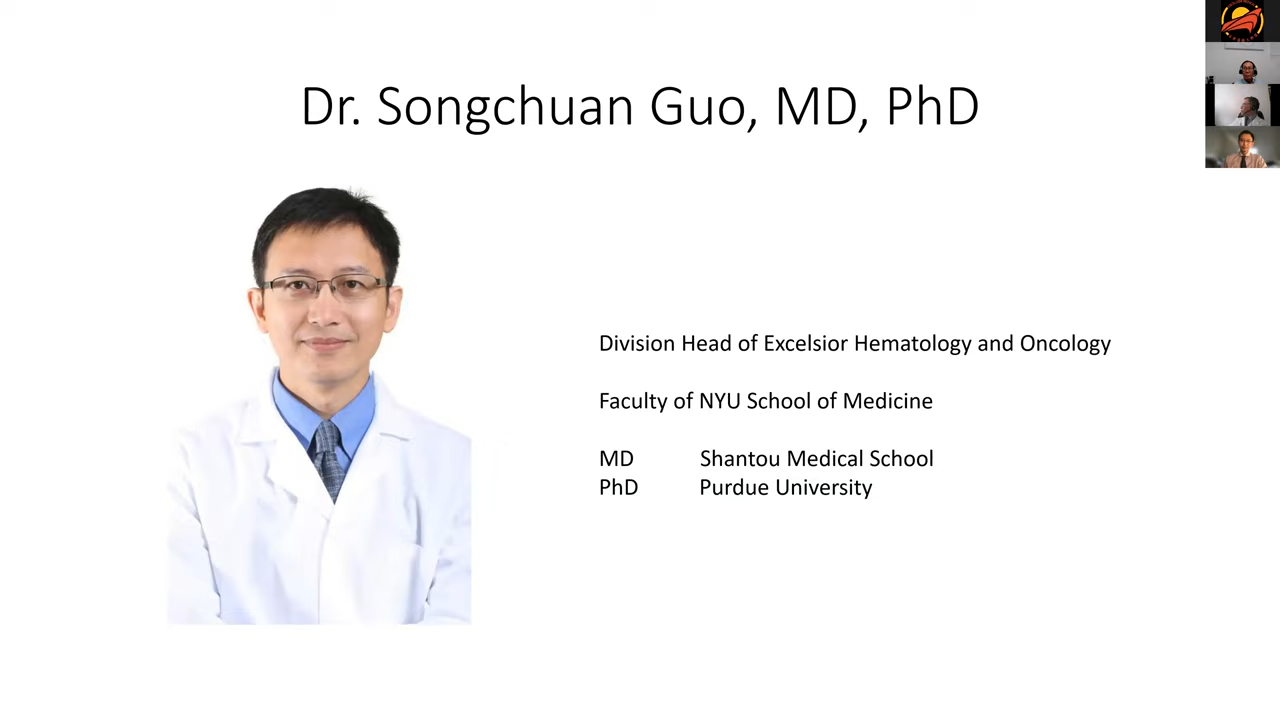 Dr. Songchuan Guo, MD, PhD
Division Head of Excelsior Hematology and Oncology
Faculty of NYU School of Medicine
MD Shantou Medical School
PhD Purdue University